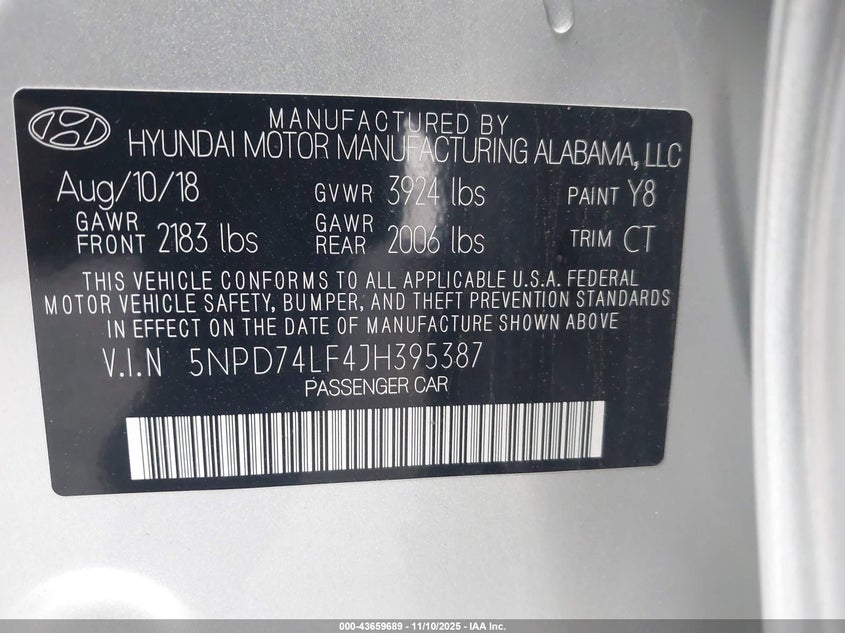 MANUFACTURED BY
HYUNDAI MOTOR MANUFACTURING ALABAMA, LLC
Aug/10/18 GVWR 3924 lbs PAINT Y8
GAWR FRONT 2183 lbs GAWR REAR 2006 lbs TRIM CT
THIS VEHICLE CONFORMS TO ALL APPLICABLE U.S.A. FEDERAL
MOTOR VEHICLE SAFETY, BUMPER, AND THEFT PREVENTION STANDARDS
IN EFFECT ON THE DATE OF MANUFACTURE SHOWN ABOVE
V.I.N 5NPD74LF4JH395387
PASSENGER CAR
000-43659689 - 11/10/2025 - IAA Inc.